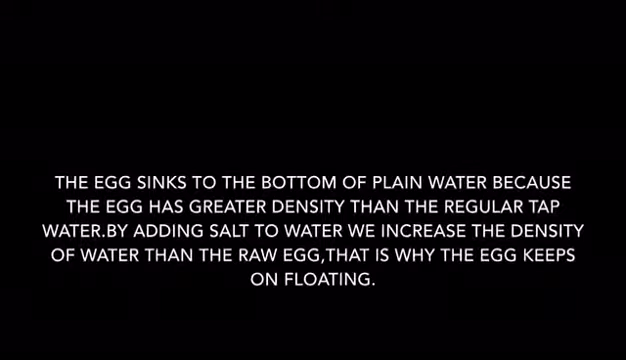 THE EGG SINKS TO THE BOTTOM OF PLAIN WATER BECAUSE
THE EGG HAS GREATER DENSITY THAN THE REGULAR TAP
WATER.BY ADDING SALT TO WATER WE INCREASE THE DENSITY
OF WATER THAN THE RAW EGG,THAT IS WHY THE EGG KEEPS
ON FLOATING.